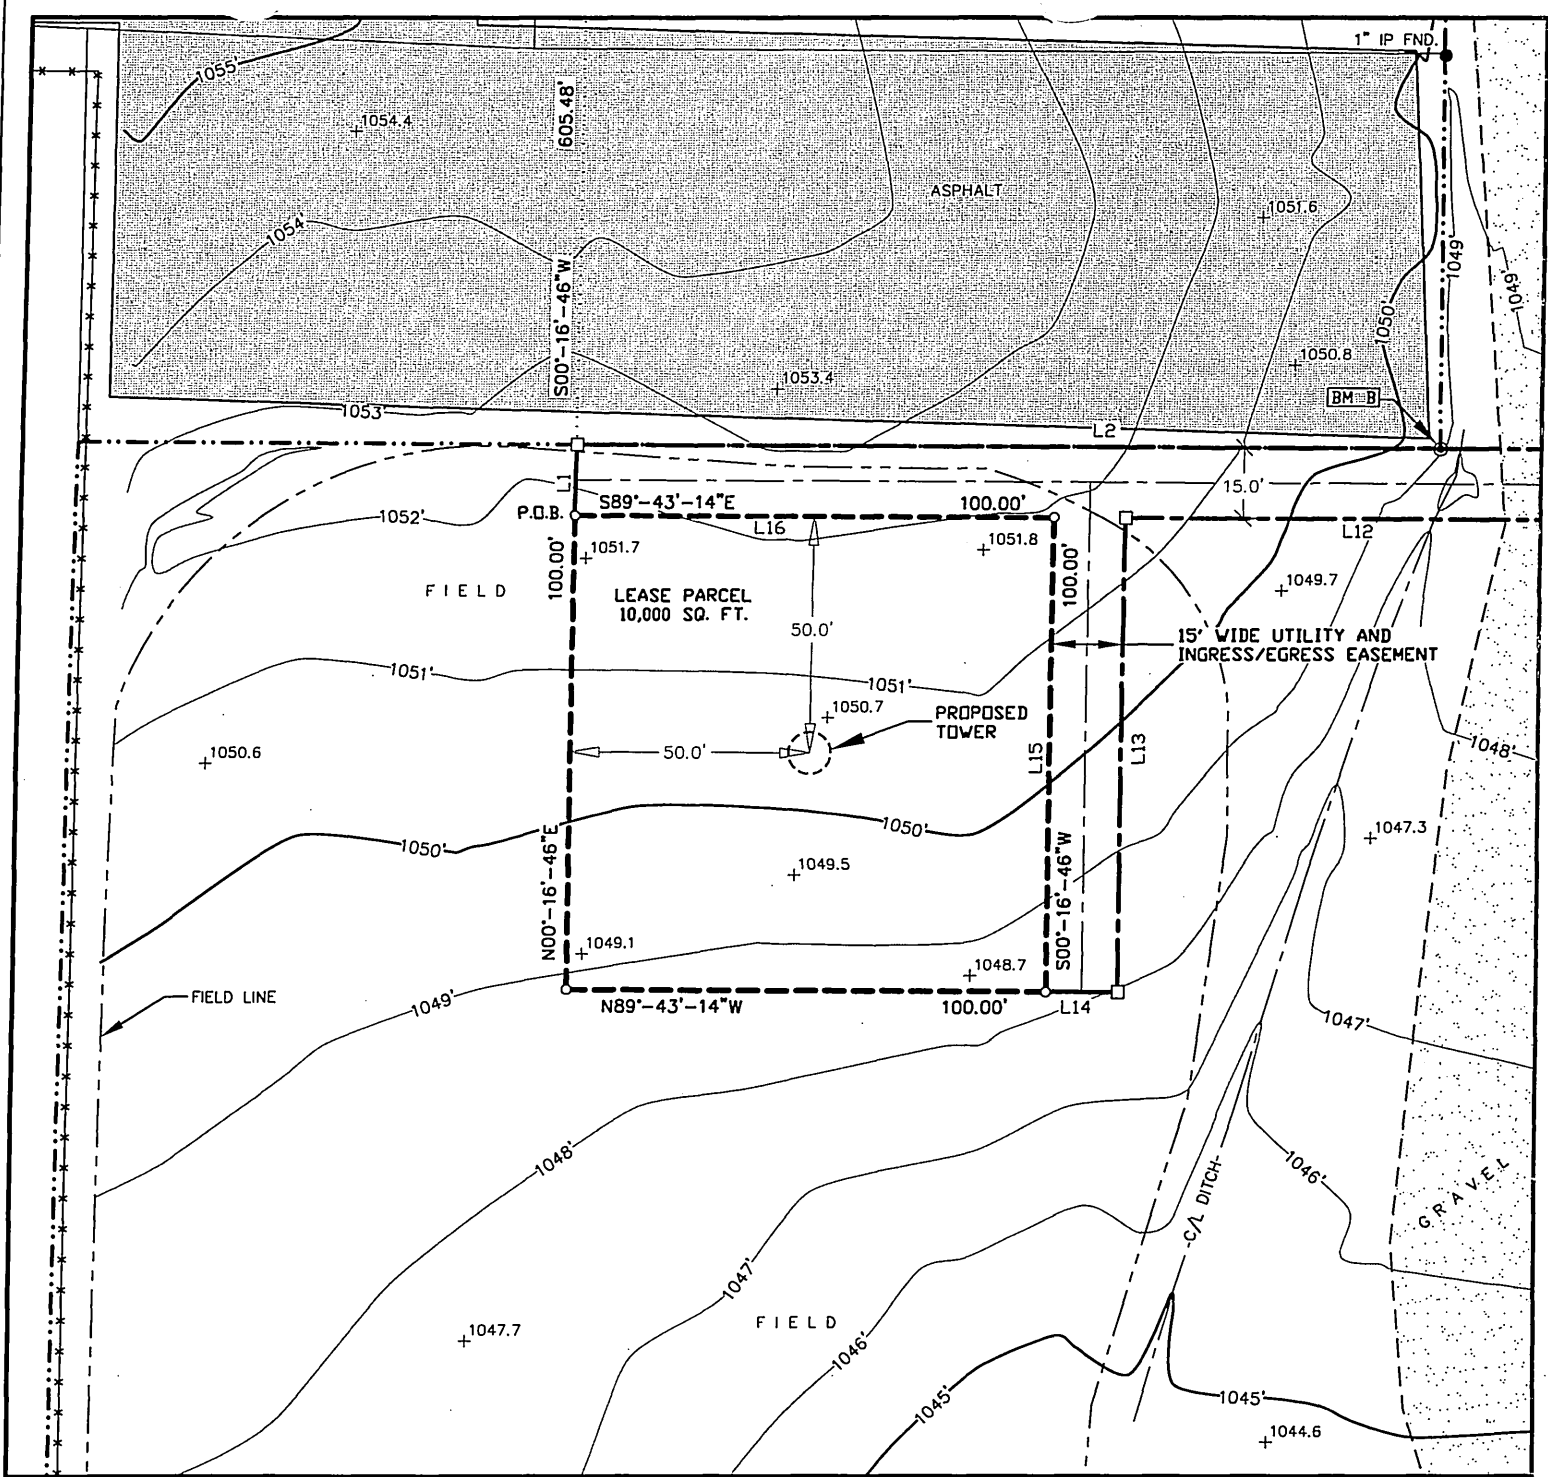 1" IP FND.
1055'
605.48'
1054.4
ASPHALT
1051.6
1054
1049
1049'
S00°-16'-46"W
1050'
1050.8
1053.4
BM B
1053'
L2
L1
15.0'
P.O.B.
S89°-43'-14"E
100.00'
1052'
L16
L12
1051.7
1051.8
100.00'
100.00'
FIELD
LEASE PARCEL
10,000 SQ. FT.
1049.7
50.0'
15' WIDE UTILITY AND
INGRESS/EGRESS EASEMENT
1051'
1051'
1050.7
PROPOSED
TOWER
1050.6
50.0'
L15
L13
1048'
1050'
1050'
1047.3
N00°-16'-46"E
1049.5
S00°-16'-46"W
1049.1
1048.7
FIELD LINE
1049'
N89°-43'-14"W
100.00'
L14
1047'
1048'
1046'
C/L DITCH
GRAVEL
1047'
FIELD
1047.7
1046'
1045'
1045'
1044.6